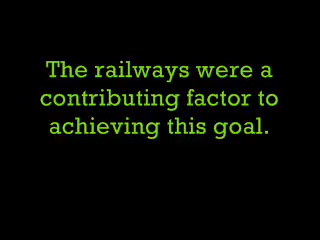 The railways were a
contributing factor to
achieving this goal.